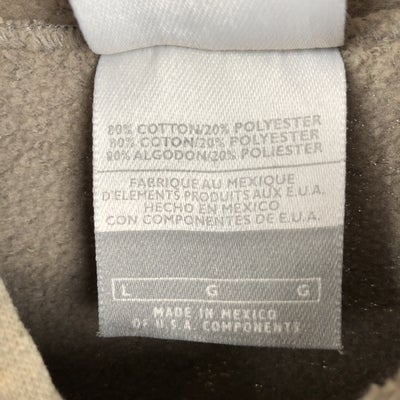 80% COTTON/20% POLYESTER
80% COTON/20% POLYESTER
80% ALGODON/20% POLIESTER
FABRIQUE AU MEXIQUE
D'ELEMENTS PRODUITS AUX E.U.A.
HECHO EN MEXICO
CON COMPONENTES DE E.U.A.
L G G
MADE IN MEXICO
OF U.S.A. COMPONENTS